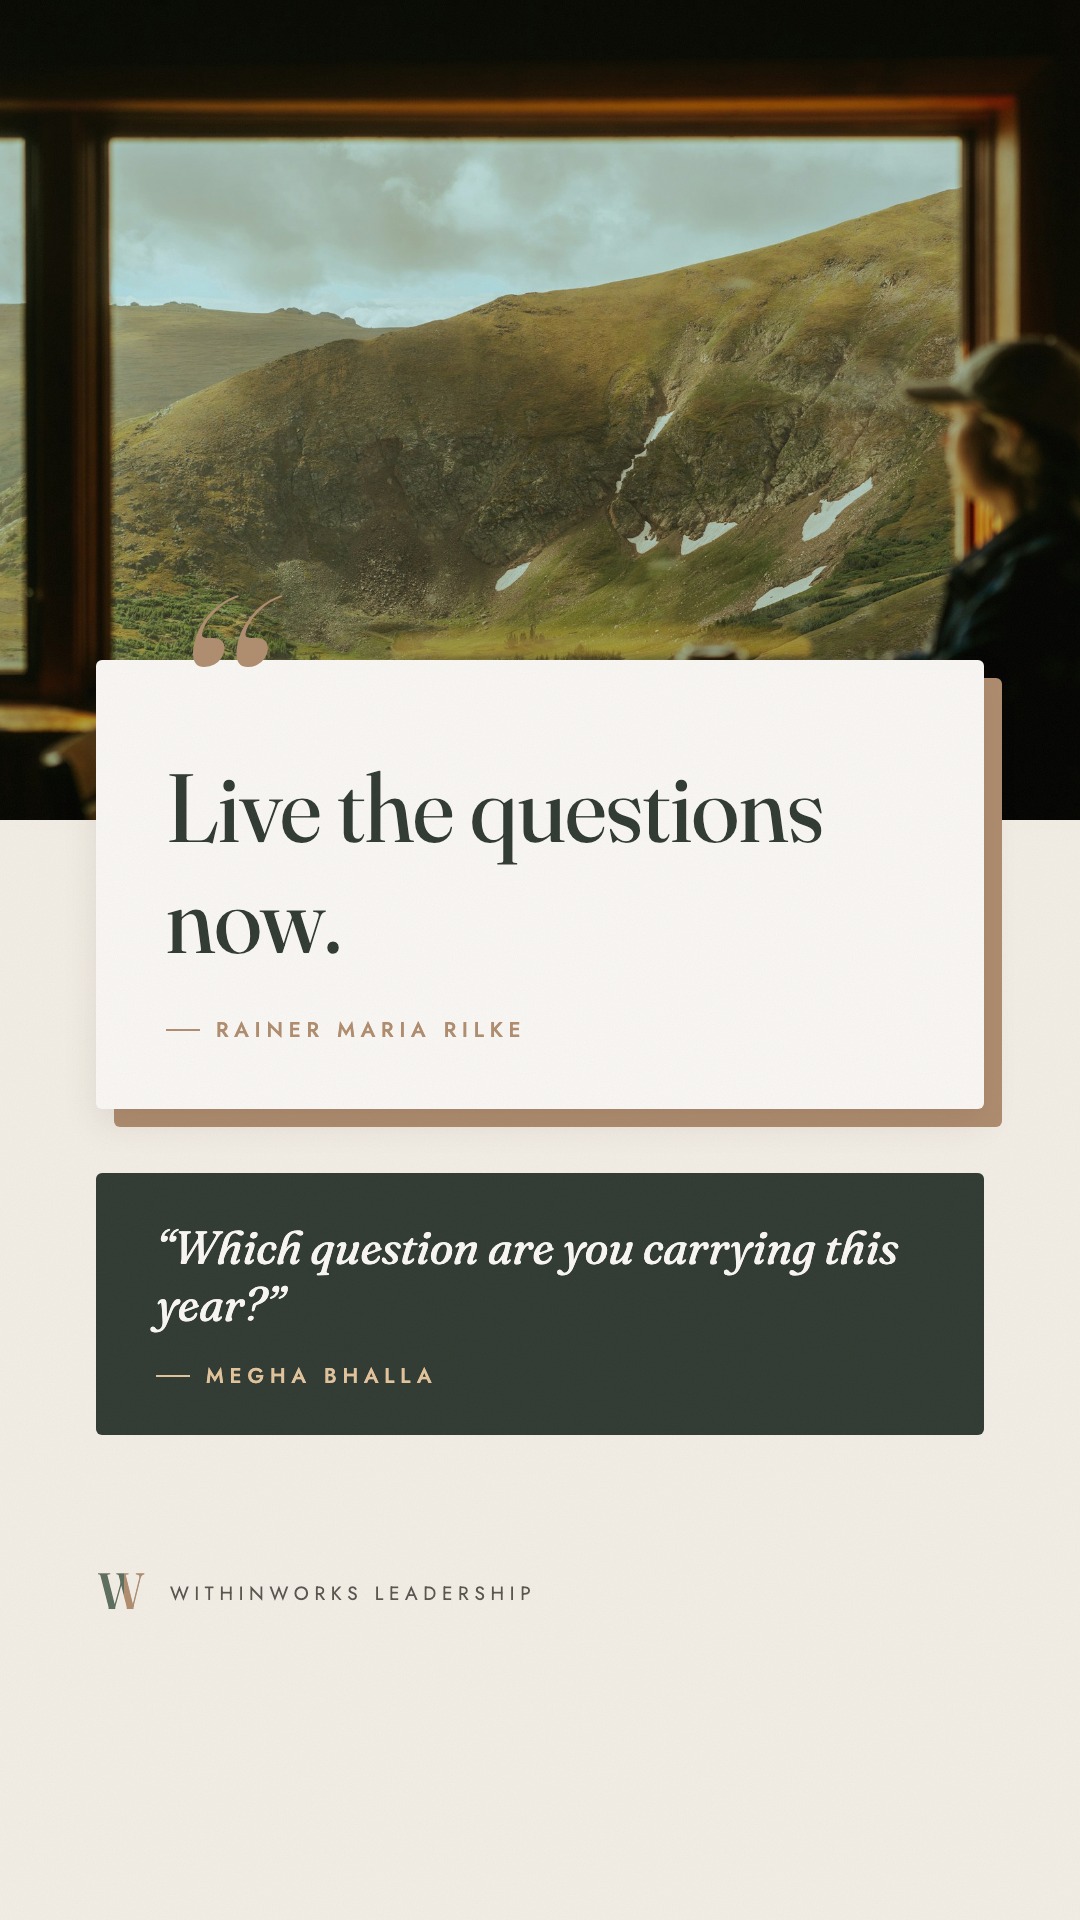 “
Live the questions
now.
— RAINER MARIA RILKE
“Which question are you carrying this
year?”
— MEGHA BHALLA
W WITHINWORKS LEADERSHIP